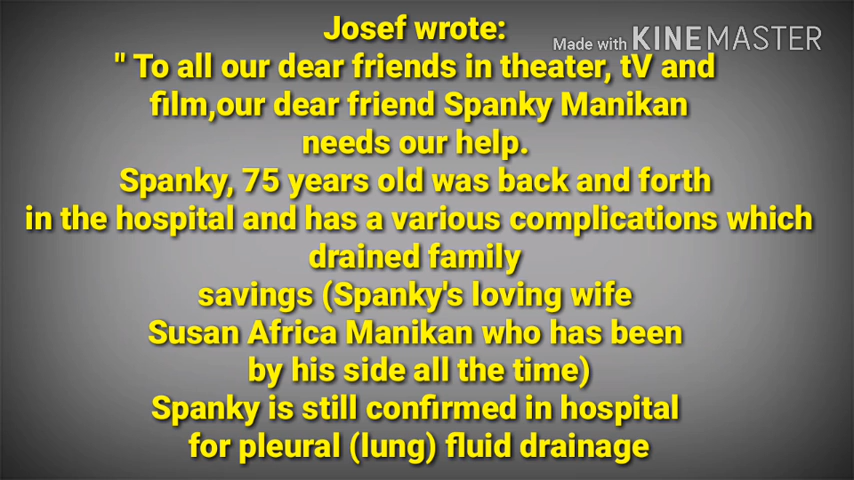 Josef wrote:
Made with KINEMASTER
" To all our dear friends in theater, tV and
film,our dear friend Spanky Manikan
needs our help.
Spanky, 75 years old was back and forth
in the hospital and has a various complications which
drained family
savings (Spanky's loving wife
Susan Africa Manikan who has been
by his side all the time)
Spanky is still confirmed in hospital
for pleural (lung) fluid drainage